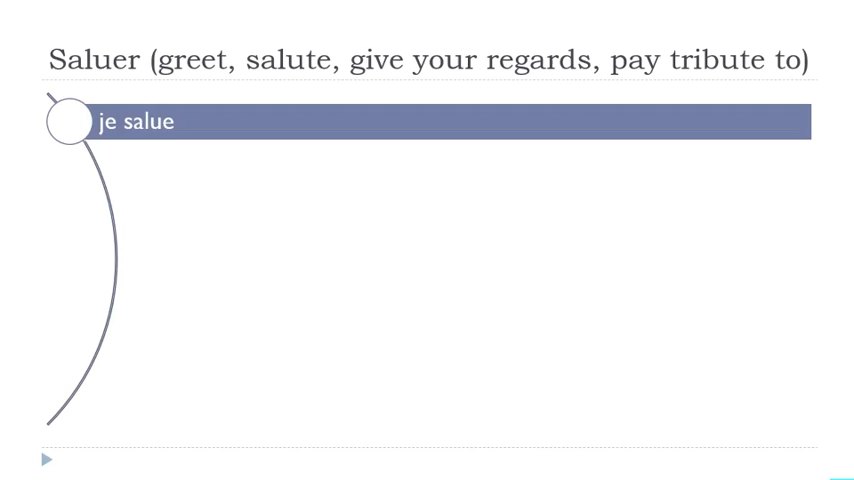 Saluer (greet, salute, give your regards, pay tribute to)
je salue